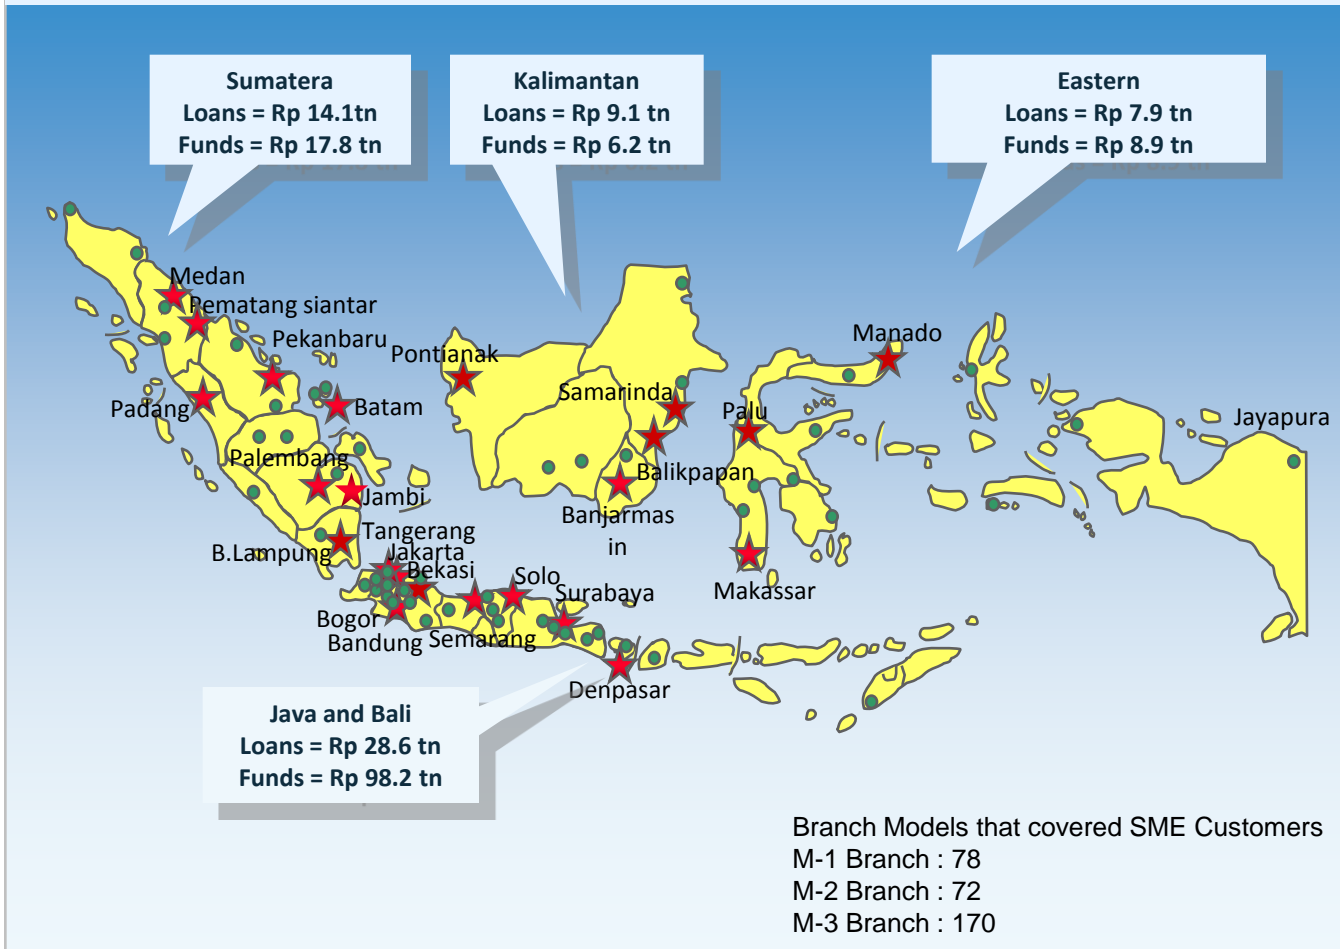 Sumatera
Loans = Rp 14.1tn
Funds = Rp 17.8 tn
Kalimantan
Loans = Rp 9.1 tn
Funds = Rp 6.2 tn
Eastern
Loans = Rp 7.9 tn
Funds = Rp 8.9 tn
Medan
Pematang siantar
Pekanbaru
Padang
Batam
Palembang
Jambi
B.Lampung
Tangerang
Jakarta
Bekasi
Bogor
Bandung
Semarang
Solo
Surabaya
Denpasar
Pontianak
Samarinda
Balikpapan
Banjarmas
in
Manado
Palu
Makassar
Jayapura
Java and Bali
Loans = Rp 28.6 tn
Funds = Rp 98.2 tn
Branch Models that covered SME Customers
M-1 Branch : 78
M-2 Branch : 72
M-3 Branch : 170